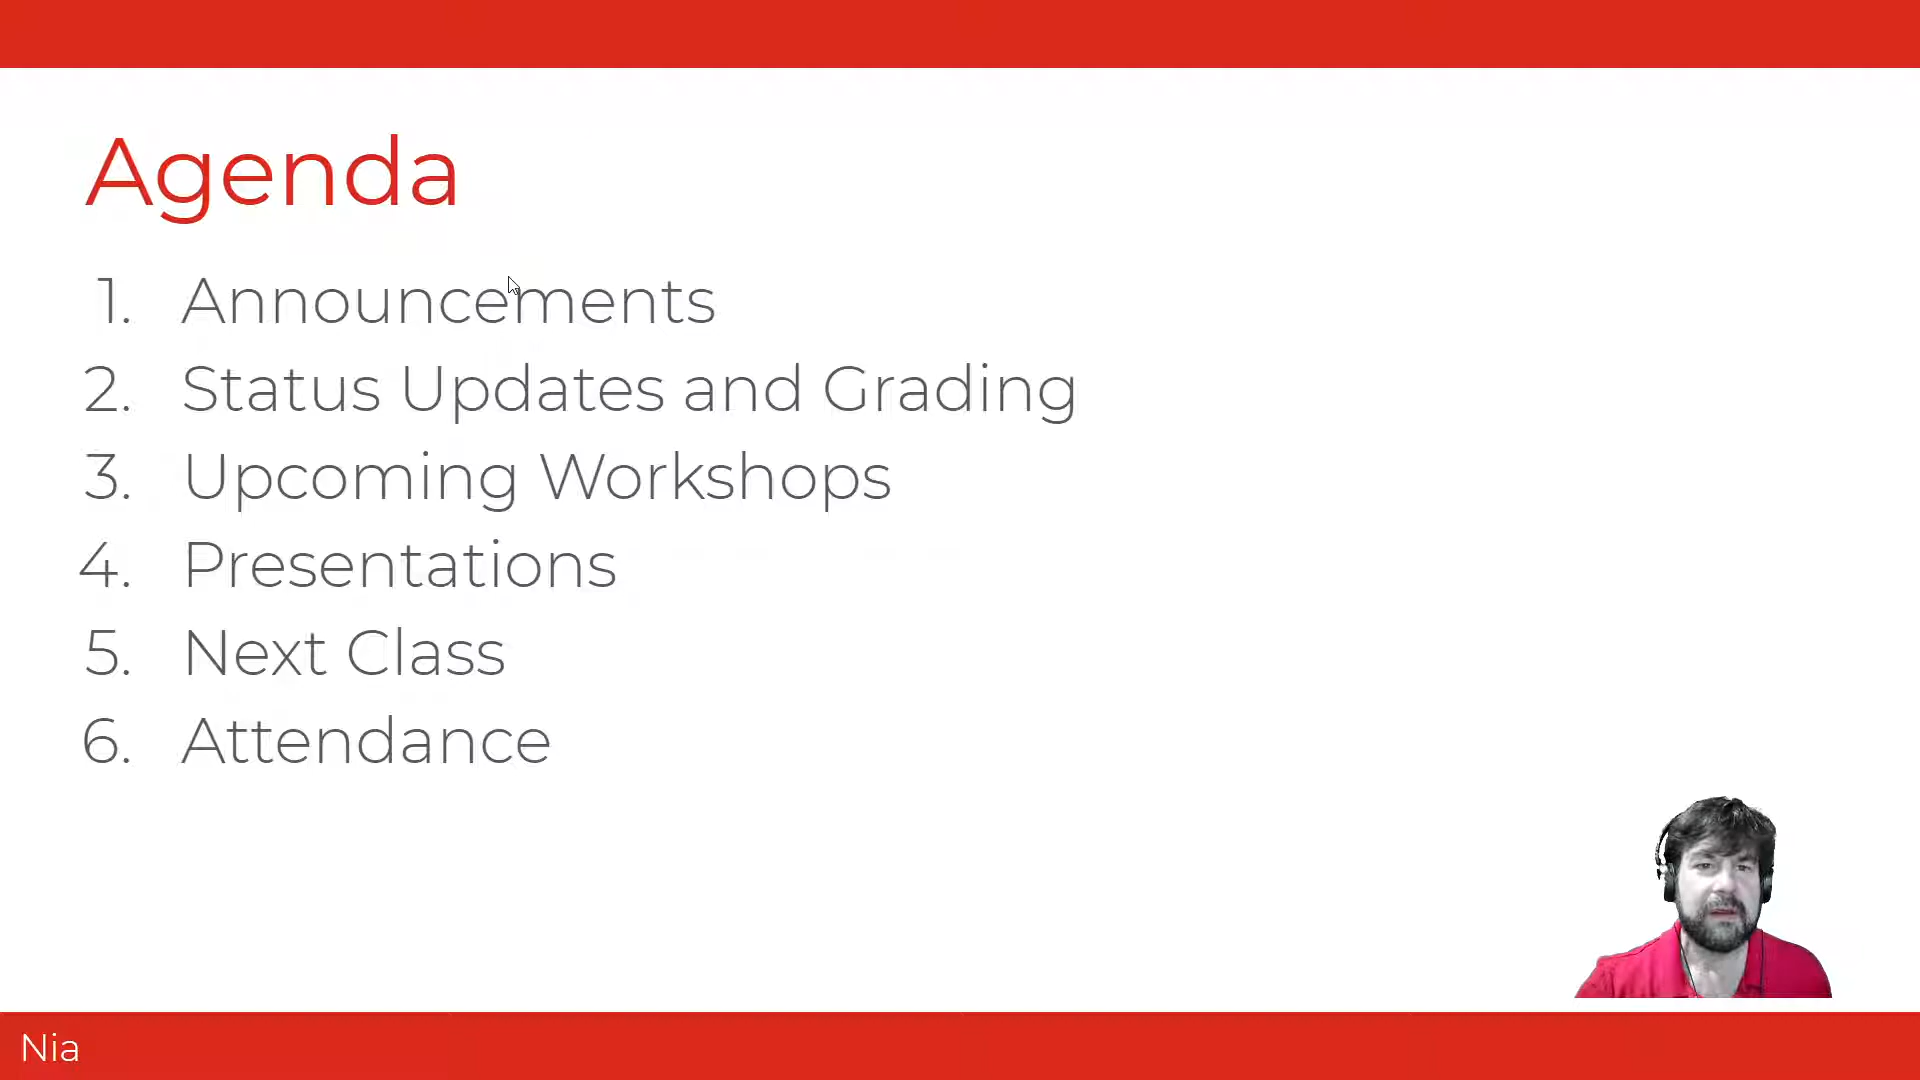 Agenda
1. Announcements
2. Status Updates and Grading
3. Upcoming Workshops
4. Presentations
5. Next Class
6. Attendance
Nia